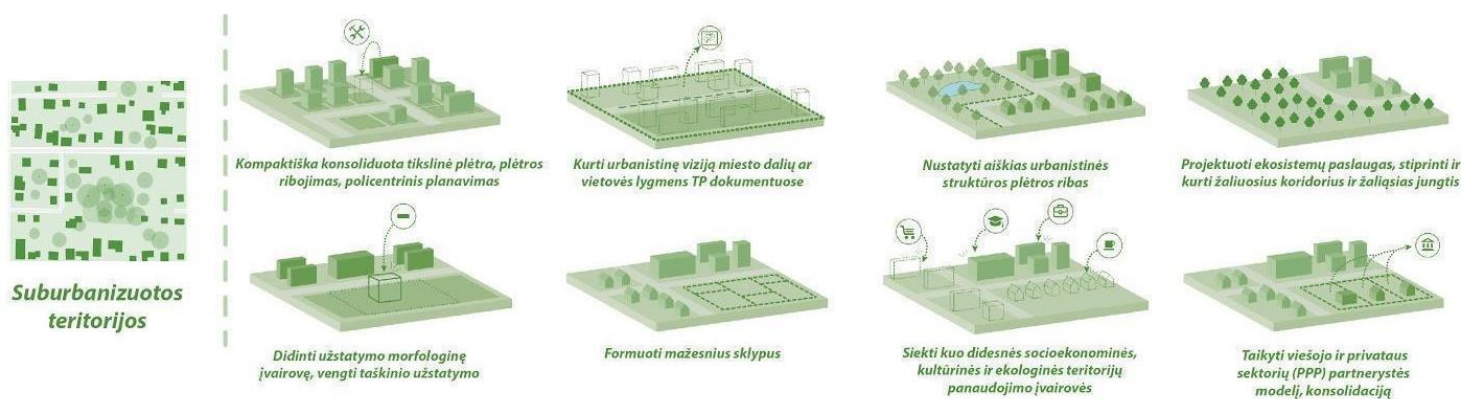 Suburbanizuotos
teritorijos
Kompaktiška konsoliduota tikslinė plėtra, plėtros
ribojimas, policentrinis planavimas
Kurti urbanistinę viziją miesto dalių ar
vietovės lygmens TP dokumentuose
Nustatyti aiškias urbanistinės
struktūros plėtros ribas
Projektuoti ekosistemų paslaugas, stiprinti ir
kurti žaliuosius koridorius ir žaliąsias jungtis
Didinti užstatymo morfologinę
įvairovę, vengti taškinio užstatymo
Formuoti mažesnius sklypus
Siekti kuo didesnės socioekonominės,
kultūrinės ir ekologinės teritorijų
panaudojimo įvairovės
Taikyti viešojo ir privataus
sektorių (PPP) partnerystės
modelį, konsolidaciją